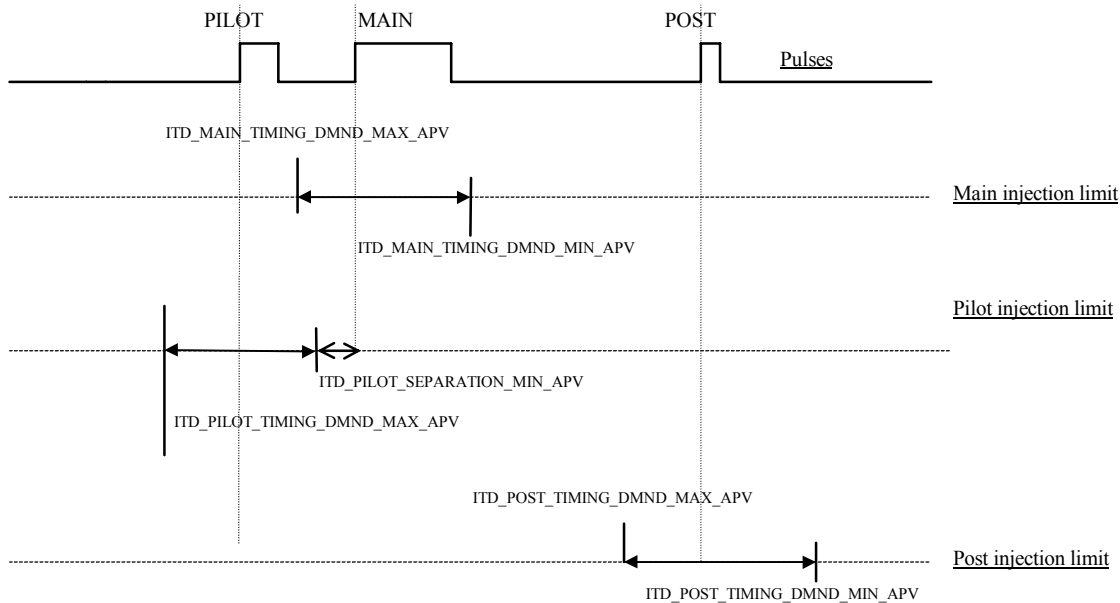 PILOT
MAIN
POST
Pulses
ITD_MAIN_TIMING_DMND_MAX_APV
Main injection limit
ITD_MAIN_TIMING_DMND_MIN_APV
Pilot injection limit
ITD_PILOT_SEPARATION_MIN_APV
ITD_PILOT_TIMING_DMND_MAX_APV
ITD_POST_TIMING_DMND_MAX_APV
Post injection limit
ITD_POST_TIMING_DMND_MIN_APV